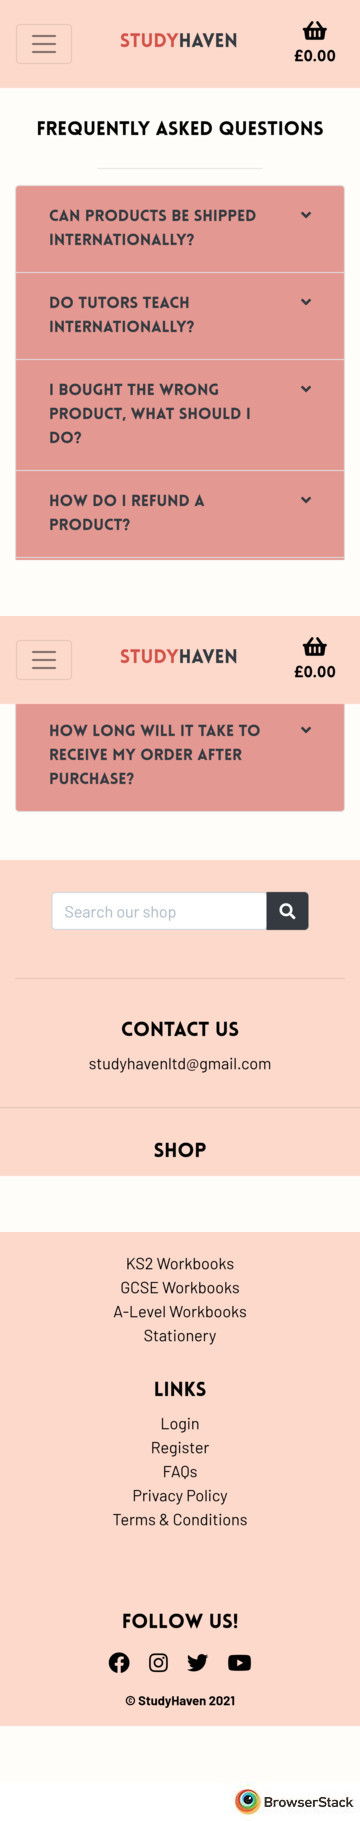 STUDYHAVEN
£0.00
FREQUENTLY ASKED QUESTIONS
CAN PRODUCTS BE SHIPPED
INTERNATIONALLY?
DO TUTORS TEACH
INTERNATIONALLY?
I BOUGHT THE WRONG
PRODUCT, WHAT SHOULD I
DO?
HOW DO I REFUND A
PRODUCT?
STUDYHAVEN
£0.00
HOW LONG WILL IT TAKE TO
RECEIVE MY ORDER AFTER
PURCHASE?
Search our shop
CONTACT US
studyhavenltd@gmail.com
SHOP
KS2 Workbooks
GCSE Workbooks
A-Level Workbooks
Stationery
LINKS
Login
Register
FAQs
Privacy Policy
Terms & Conditions
FOLLOW US!
© StudyHaven 2021
BrowserStack